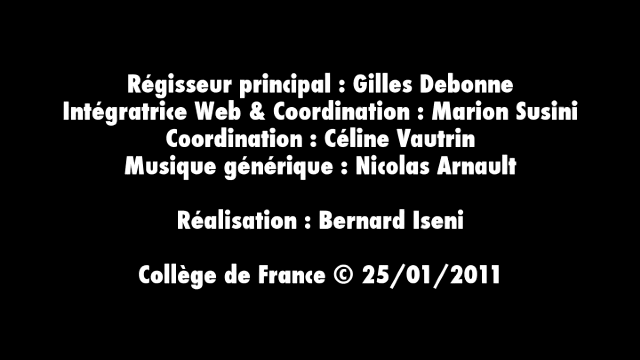 Régisseur principal : Gilles Debonne
Intégratrice Web & Coordination : Marion Susini
Coordination : Céline Vautrin
Musique générique : Nicolas Arnault
Réalisation : Bernard Iseni
Collège de France © 25/01/2011